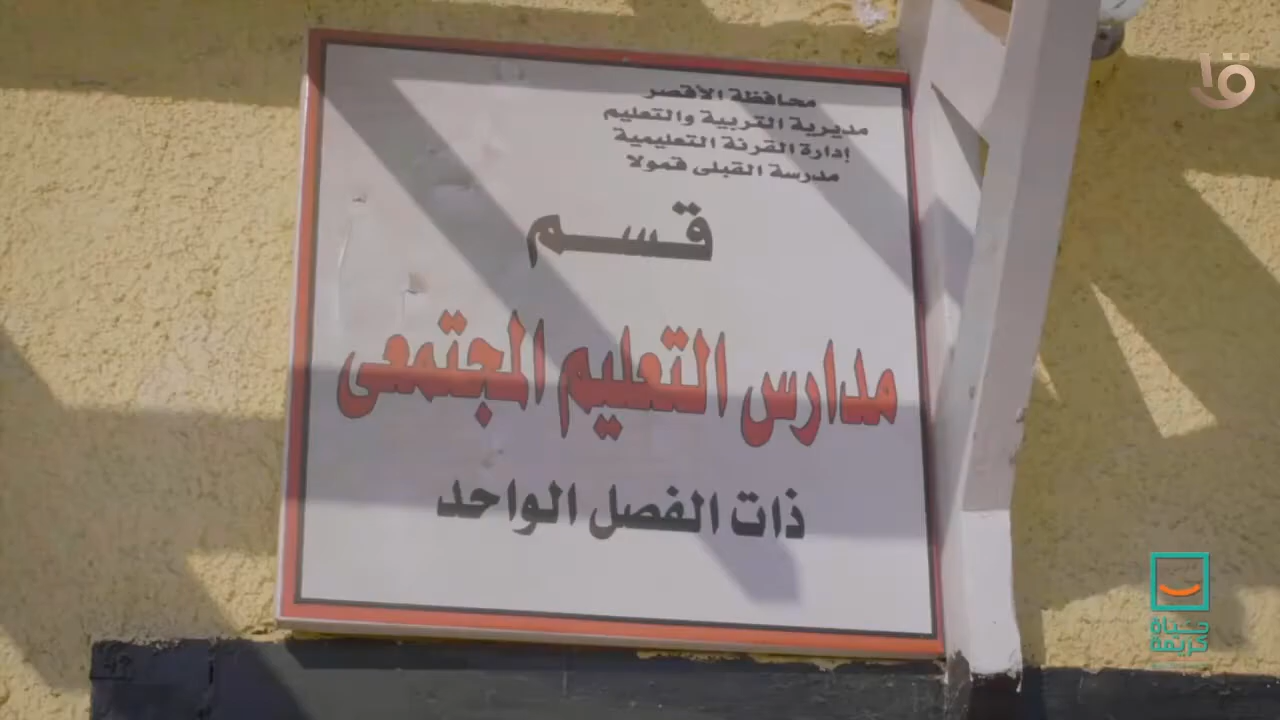 محافظة الأقصر
مديرية التربية والتعليم
إدارة القرنة التعليمية
مدرسة القبلى قمولا
قسم
مدارس التعليم المجتمعى
ذات الفصل الواحد
حياة
كريمة